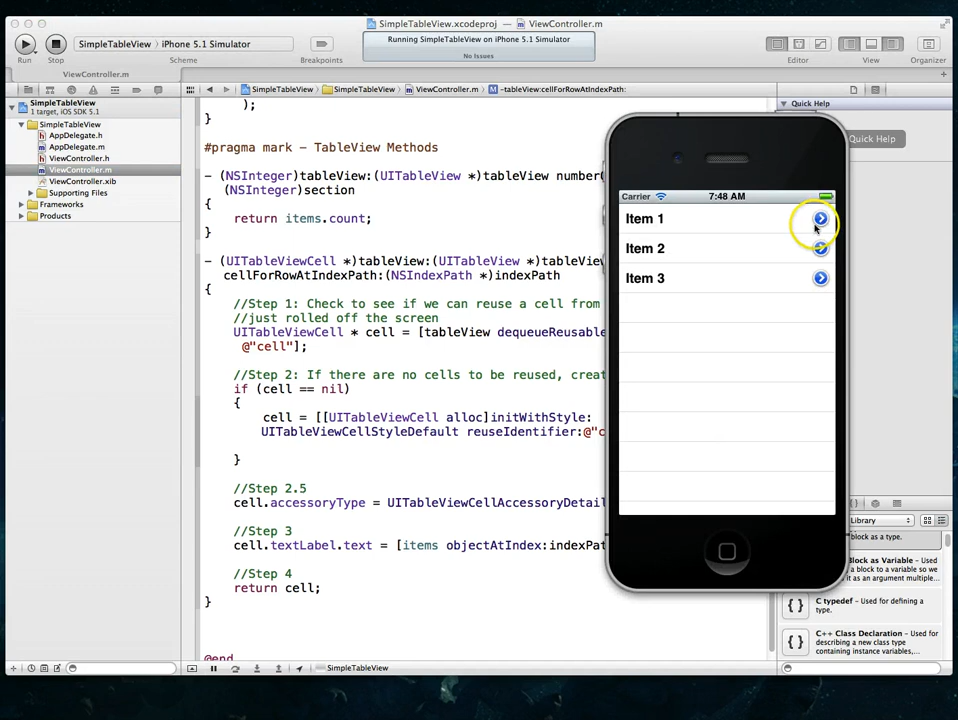 SimpleTableView.xcodeproj › ViewController.m
Running SimpleTableView on iPhone 5.1 Simulator
No Issues
SimpleTableView › iPhone 5.1 Simulator
Run Stop Scheme Breakpoints Editor View Organizer
ViewController.m
SimpleTableView › SimpleTableView › ViewController.m › M -tableView:cellForRowAtIndexPath:
SimpleTableView
1 target, iOS SDK 5.1
SimpleTableView
AppDelegate.h
AppDelegate.m
ViewController.h
ViewController.m
ViewController.xib
Supporting Files
Frameworks
Products
);
}
#pragma mark - TableView Methods
- (NSInteger)tableView:(UITableView *)tableView number(
(NSInteger)section
{
return items.count;
}
- (UITableViewCell *)tableView:(UITableView *)tableView
cellForRowAtIndexPath:(NSIndexPath *)indexPath
{
//Step 1: Check to see if we can reuse a cell from
//just rolled off the screen
UITableViewCell * cell = [tableView dequeueReusable
@"cell"];
//Step 2: If there are no cells to be reused, creat
if (cell == nil)
{
cell = [[UITableViewCell alloc]initWithStyle:
UITableViewCellStyleDefault reuseIdentifier:@"c
}
//Step 2.5
cell.accessoryType = UITableViewCellAccessoryDetai
//Step 3
cell.textLabel.text = [items objectAtIndex:indexPat
//Step 4
return cell;
}
@end
SimpleTableView
Carrier 7:48 AM
Item 1
Item 2
Item 3
Quick Help
Quick Help
Library
block as a type.
Block as Variable - Used
a block to a variable so we
it as an argument multiple...
C typedef - Used for defining a
type.
C++ Class Declaration - Used for
describing a new class type
containing instance variables,...